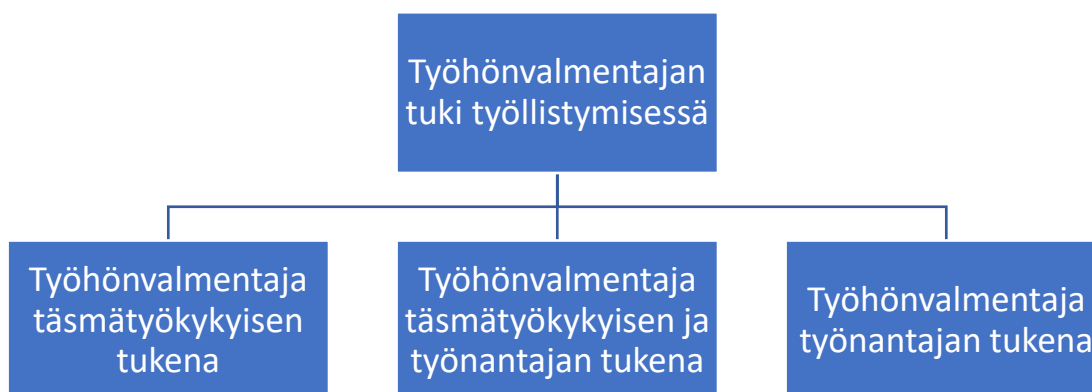 Työhönvalmentajan
tuki työllistymisessä
Työhönvalmentaja
täsmätyökykyisen
tukena
Työhönvalmentaja
täsmätyökykyisen ja
työnantajan tukena
Työhönvalmentaja
työnantajan tukena